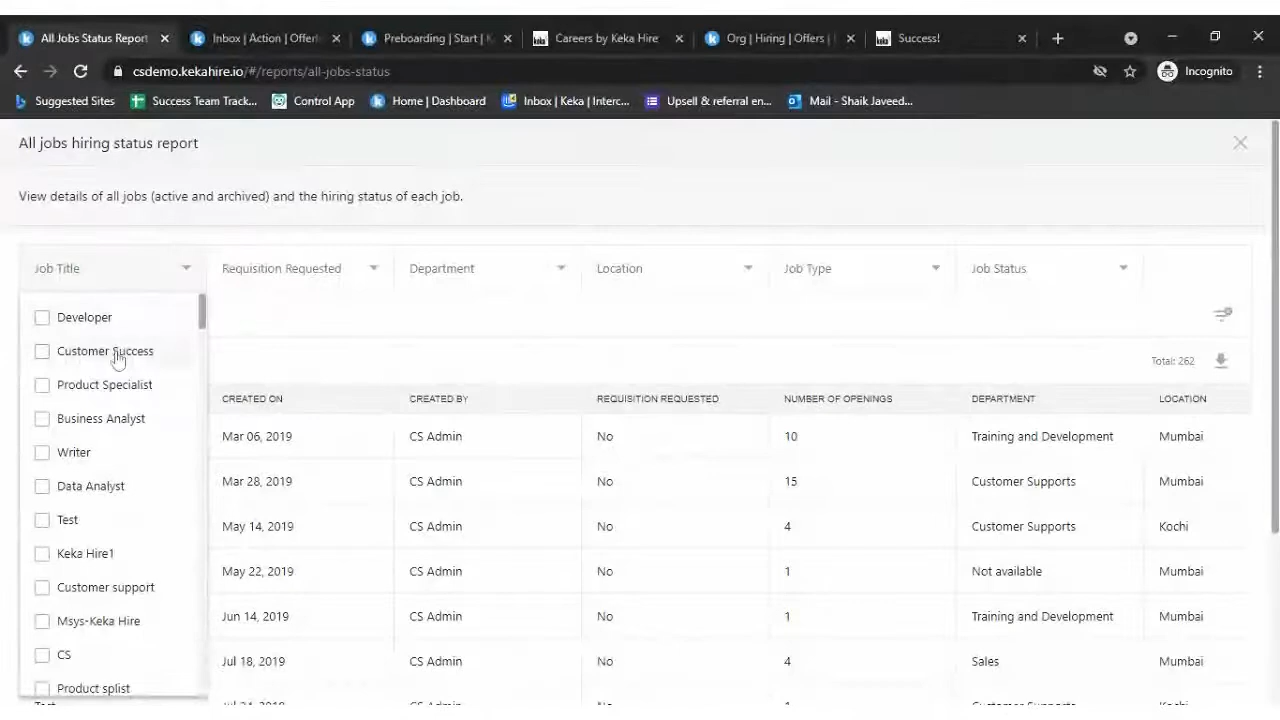 All Jobs Status Report
Inbox | Action | Offer
Preboarding | Start |
Careers by Keka Hire
Org | Hiring | Offers |
Success!
csdemo.kekahire.io/#/reports/all-jobs-status
Incognito
Suggested Sites
Success Team Track...
Control App
Home | Dashboard
Inbox | Keka | Interc...
Upsell & referral en...
Mail - Shaik Javeed...
All jobs hiring status report
View details of all jobs (active and archived) and the hiring status of each job.
Job Title Requisition Requested Department Location Job Type Job Status
Developer
Customer Success
Product Specialist
Business Analyst
Writer
Data Analyst
Test
Keka Hire1
Customer support
Msys-Keka Hire
CS
Product splist
Total: 262
CREATED ON CREATED BY REQUISITION REQUESTED NUMBER OF OPENINGS DEPARTMENT LOCATION
Mar 06, 2019 CS Admin No 10 Training and Development Mumbai
Mar 28, 2019 CS Admin No 15 Customer Supports Mumbai
May 14, 2019 CS Admin No 4 Customer Supports Kochi
May 22, 2019 CS Admin No 1 Not available Mumbai
Jun 14, 2019 CS Admin No 1 Training and Development Mumbai
Jul 18, 2019 CS Admin No 4 Sales Mumbai